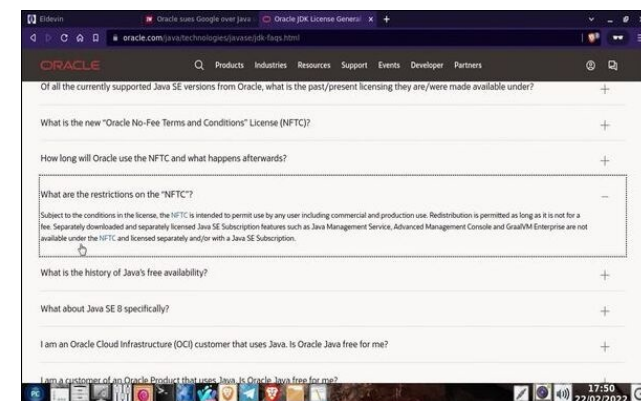 Eldevin
Oracle sues Google over Java
Oracle JDK License General
oracle.com/java/technologies/javase/jdk-faqs.html
ORACLE
Products Industries Resources Support Events Developer Partners
Of all the currently supported Java SE versions from Oracle, what is the past/present licensing they are/were made available under?
What is the new "Oracle No-Fee Terms and Conditions" License (NFTC)?
How long will Oracle use the NFTC and what happens afterwards?
What are the restrictions on the "NFTC"?
Subject to the conditions in the license, the NFTC is intended to permit use by any user including commercial and production use. Redistribution is permitted as long as it is not for a
fee. Separately downloaded and separately licensed Java SE Subscription features such as Java Management Service, Advanced Management Console and GraalVM Enterprise are not
available under the NFTC and licensed separately and/or with a Java SE Subscription.
What is the history of Java's free availability?
What about Java SE 8 specifically?
I am an Oracle Cloud Infrastructure (OCI) customer that uses Java. Is Oracle Java free for me?
I am a customer of an Oracle Product that uses Java. Is Oracle Java free for me?
17:50
22/02/2022